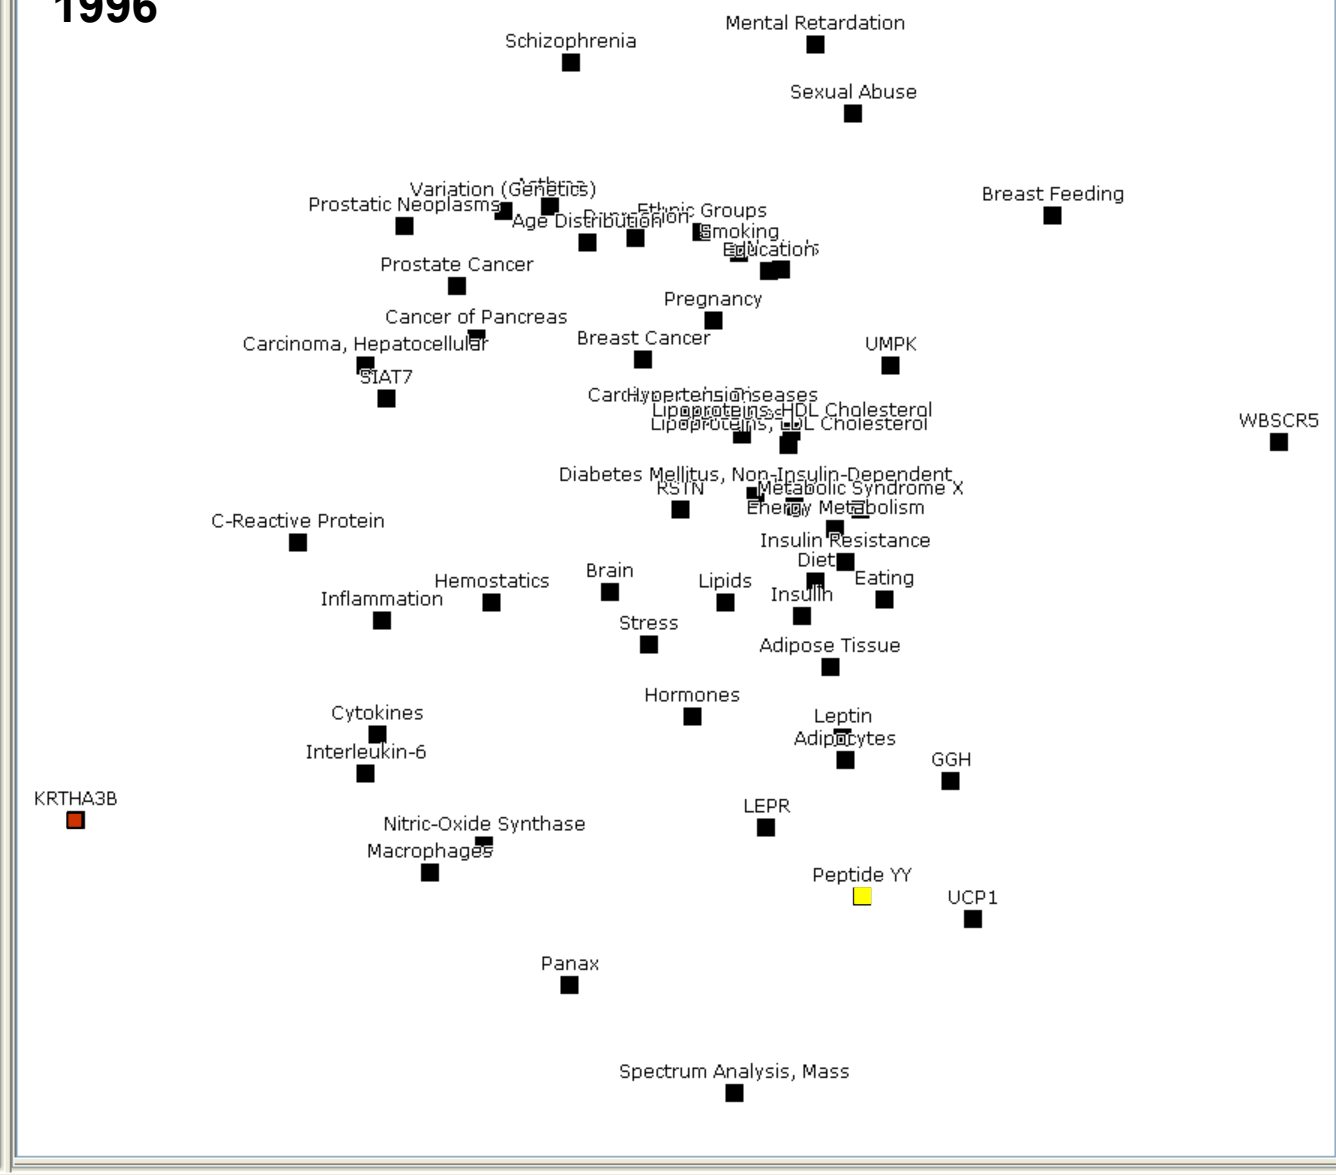 1996
Mental Retardation
Schizophrenia
Sexual Abuse
Variation (Genetics)
Breast Feeding
Prostatic Neoplasms
Ethnic Groups
Age Distribution
Smoking
Education
Prostate Cancer
Pregnancy
Cancer of Pancreas
Breast Cancer
Carcinoma, Hepatocellular
UMPK
SIAT7
Hypertension
Lipoproteins, HDL Cholesterol
Lipoproteins, LDL Cholesterol
WBSCR5
Diabetes Mellitus, Non-Insulin-Dependent
RSTN
Metabolic Syndrome X
Energy Metabolism
C-Reactive Protein
Insulin Resistance
Diet
Brain
Eating
Hemostatics
Lipids
Insulin
Inflammation
Stress
Adipose Tissue
Hormones
Cytokines
Leptin
Adipocytes
Interleukin-6
GGH
KRTHA3B
LEPR
Nitric-Oxide Synthase
Macrophages
Peptide YY
UCP1
Panax
Spectrum Analysis, Mass